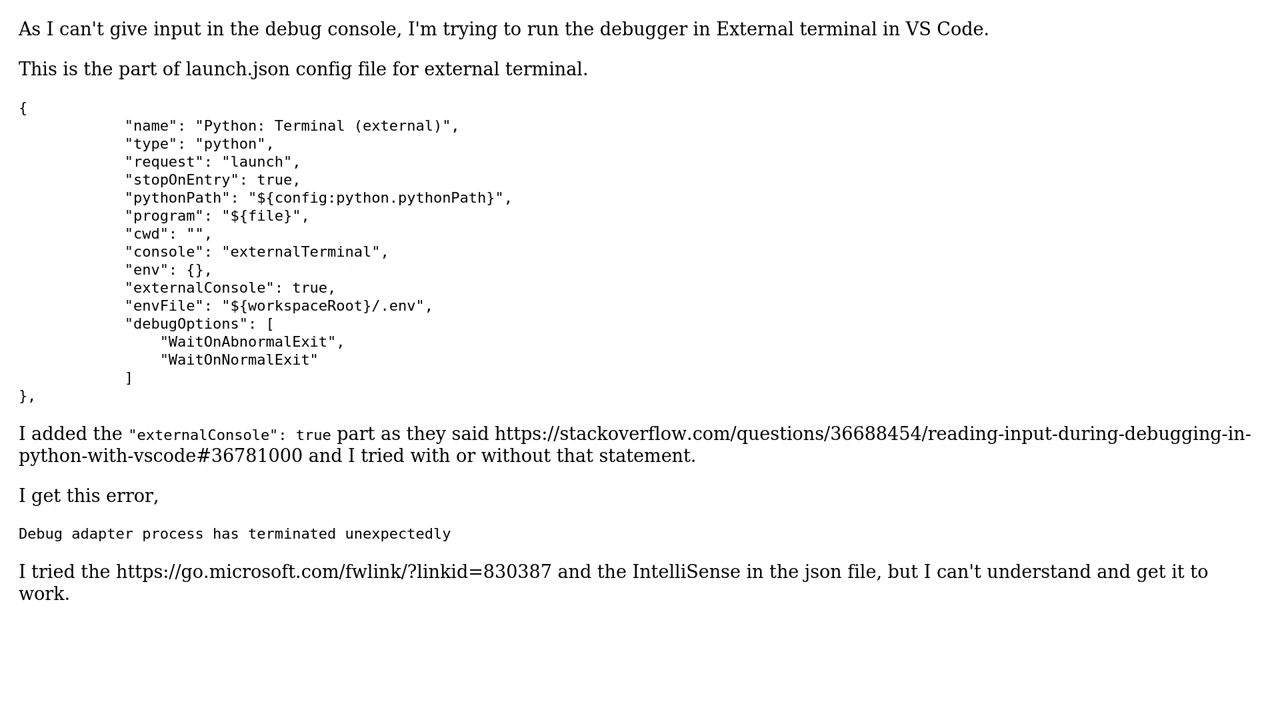 As I can't give input in the debug console, I'm trying to run the debugger in External terminal in VS Code.
This is the part of launch.json config file for external terminal.
{
            "name": "Python: Terminal (external)",
            "type": "python",
            "request": "launch",
            "stopOnEntry": true,
            "pythonPath": "${config:python.pythonPath}",
            "program": "${file}",
            "cwd": "",
            "console": "externalTerminal",
            "env": {},
            "externalConsole": true,
            "envFile": "${workspaceRoot}/.env",
            "debugOptions": [
                "WaitOnAbnormalExit",
                "WaitOnNormalExit"
            ]
},
I added the "externalConsole": true part as they said https://stackoverflow.com/questions/36688454/reading-input-during-debugging-in-
python-with-vscode#36781000 and I tried with or without that statement.
I get this error,
Debug adapter process has terminated unexpectedly
I tried the https://go.microsoft.com/fwlink/?linkid=830387 and the IntelliSense in the json file, but I can't understand and get it to
work.